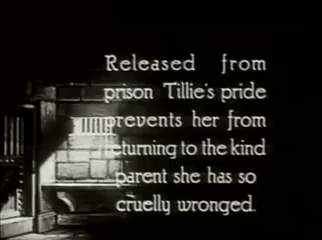 Released from
prison Tillie's pride
prevents her from
returning to the kind
parent she has so
cruelly wronged.